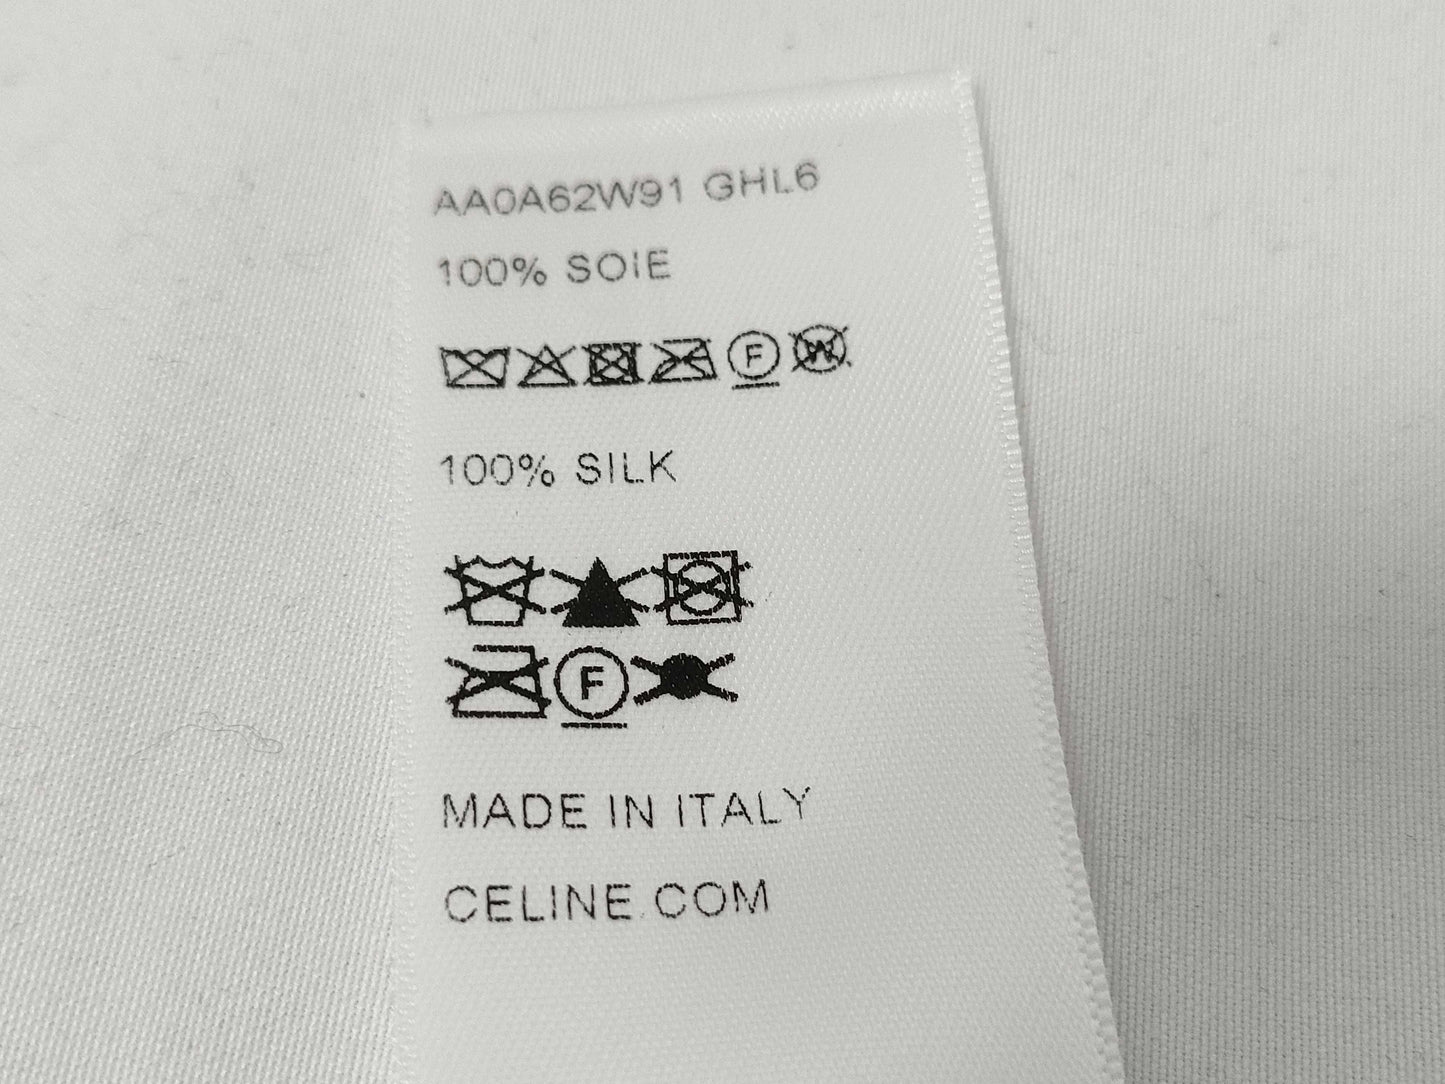 AA0A62W91 GHL6
100% SOIE
F W
100% SILK
F
MADE IN ITALY
CELINE.COM